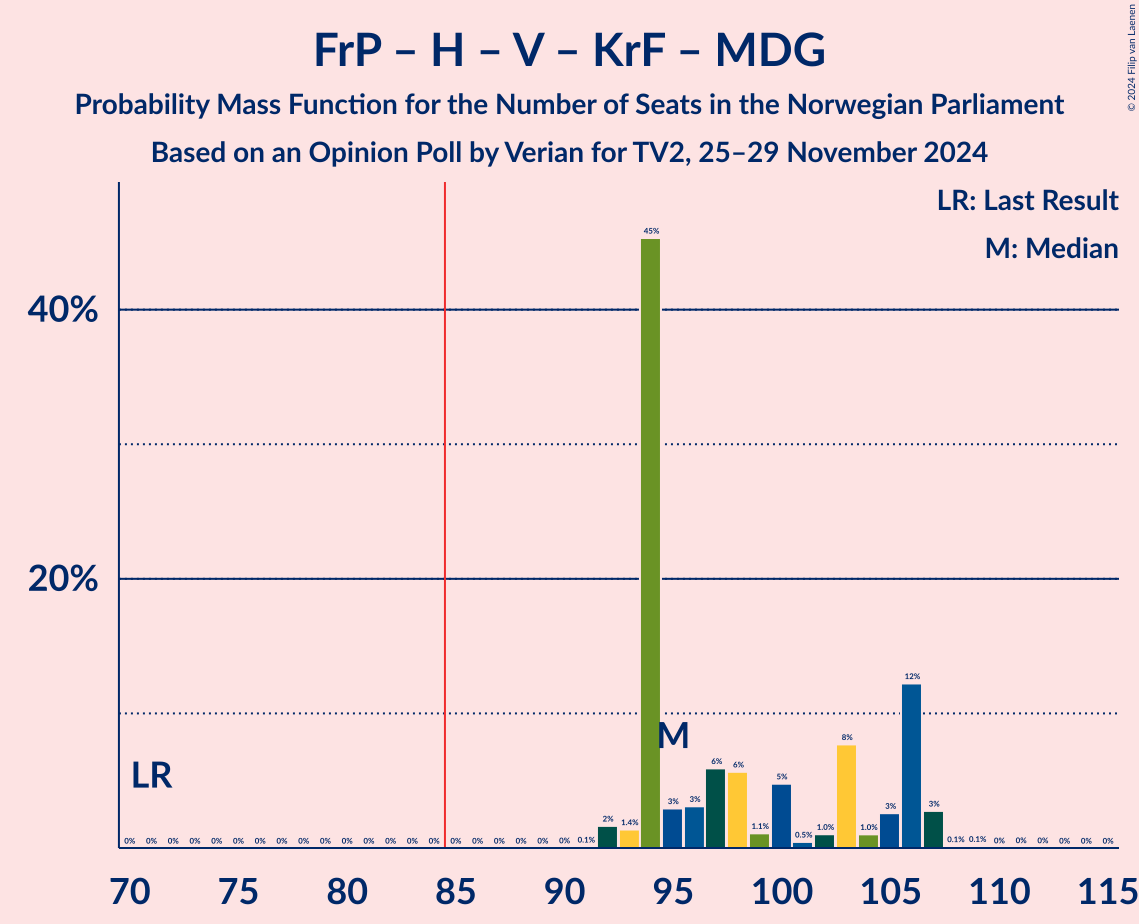 FrP – H – V – KrF – MDG
Probability Mass Function for the Number of Seats in the Norwegian Parliament
Based on an Opinion Poll by Verian for TV2, 25–29 November 2024
© 2024 Filip van Laenen
LR: Last Result
M: Median
45%
40%
20%
12%
M
8%
LR
6% 6%
5%
3% 3% 3% 3%
2% 1.4% 1.1% 0.5% 1.0% 1.0%
0% 0% 0% 0% 0% 0% 0% 0% 0% 0% 0% 0% 0% 0% 0% 0% 0% 0% 0% 0% 0% 0.1% 0.1% 0.1% 0% 0% 0% 0% 0% 0%
70 75 80 85 90 95 100 105 110 115